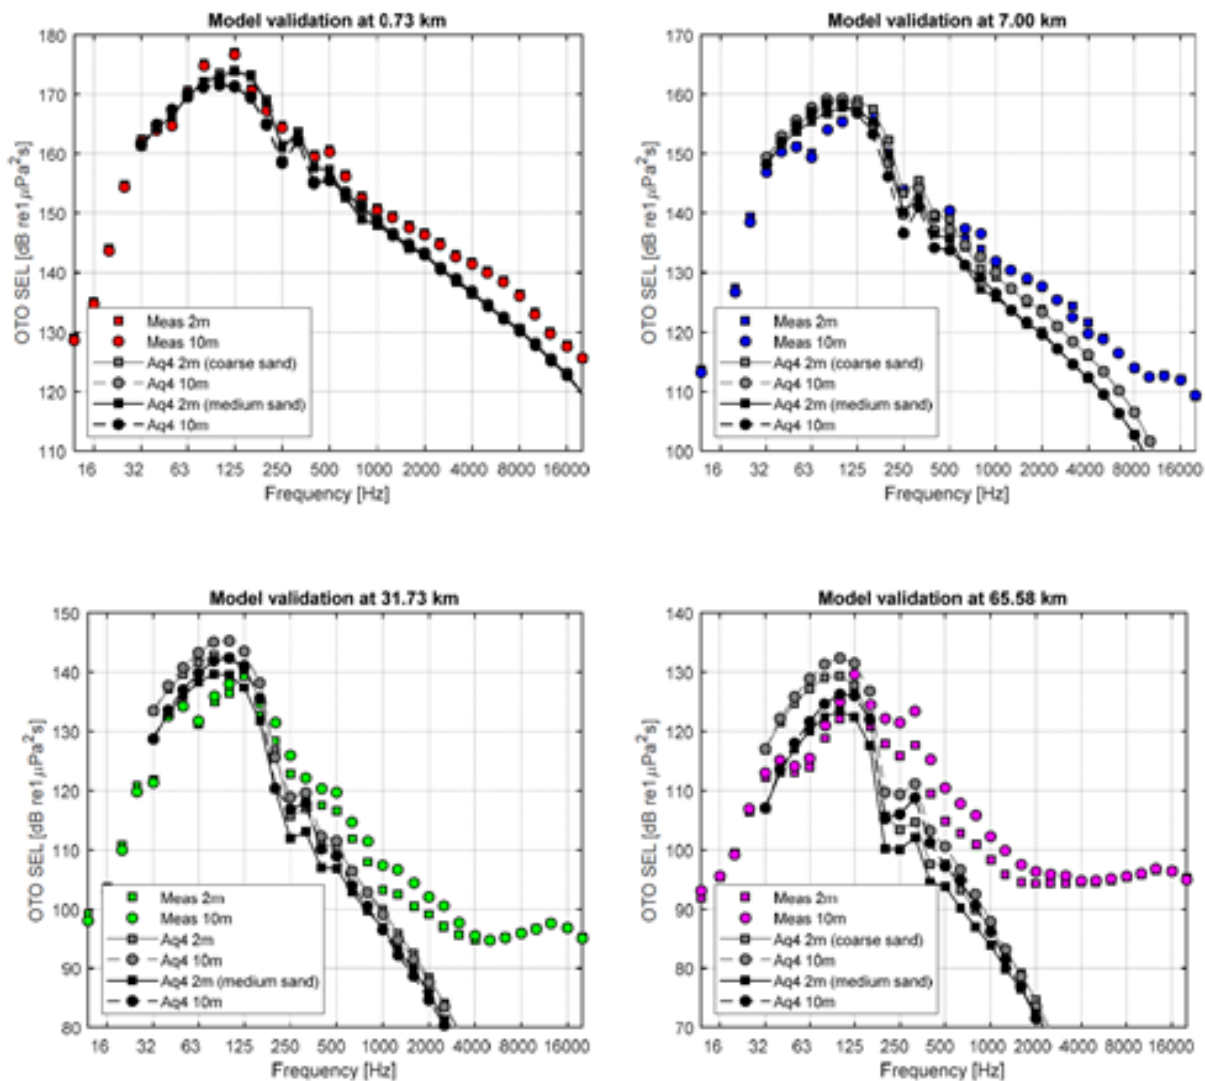 Model validation at 0.73 km
180
170
160
150
140
130
120
110
OTO SEL [dB re1μPa²s]
Meas 2m
Meas 10m
Aq4 2m (coarse sand)
Aq4 10m
Aq4 2m (medium sand)
Aq4 10m
16 32 63 125 250 500 1000 2000 4000 8000 16000
Frequency [Hz]
Model validation at 7.00 km
170
160
150
140
130
120
110
100
OTO SEL [dB re1μPa²s]
Meas 2m
Meas 10m
Aq4 2m (coarse sand)
Aq4 10m
Aq4 2m (medium sand)
Aq4 10m
16 32 63 125 250 500 1000 2000 4000 8000 16000
Frequency [Hz]
Model validation at 31.73 km
150
140
130
120
110
100
90
80
OTO SEL [dB re1μPa²s]
Meas 2m
Meas 10m
Aq4 2m
Aq4 10m
Aq4 2m (medium sand)
Aq4 10m
16 32 63 125 250 500 1000 2000 4000 8000 16000
Frequency [Hz]
Model validation at 65.58 km
140
130
120
110
100
90
80
70
OTO SEL [dB re1μPa²s]
Meas 2m
Meas 10m
Aq4 2m (coarse sand)
Aq4 10m
Aq4 2m (medium sand)
Aq4 10m
16 32 63 125 250 500 1000 2000 4000 8000 16000
Frequency [Hz]